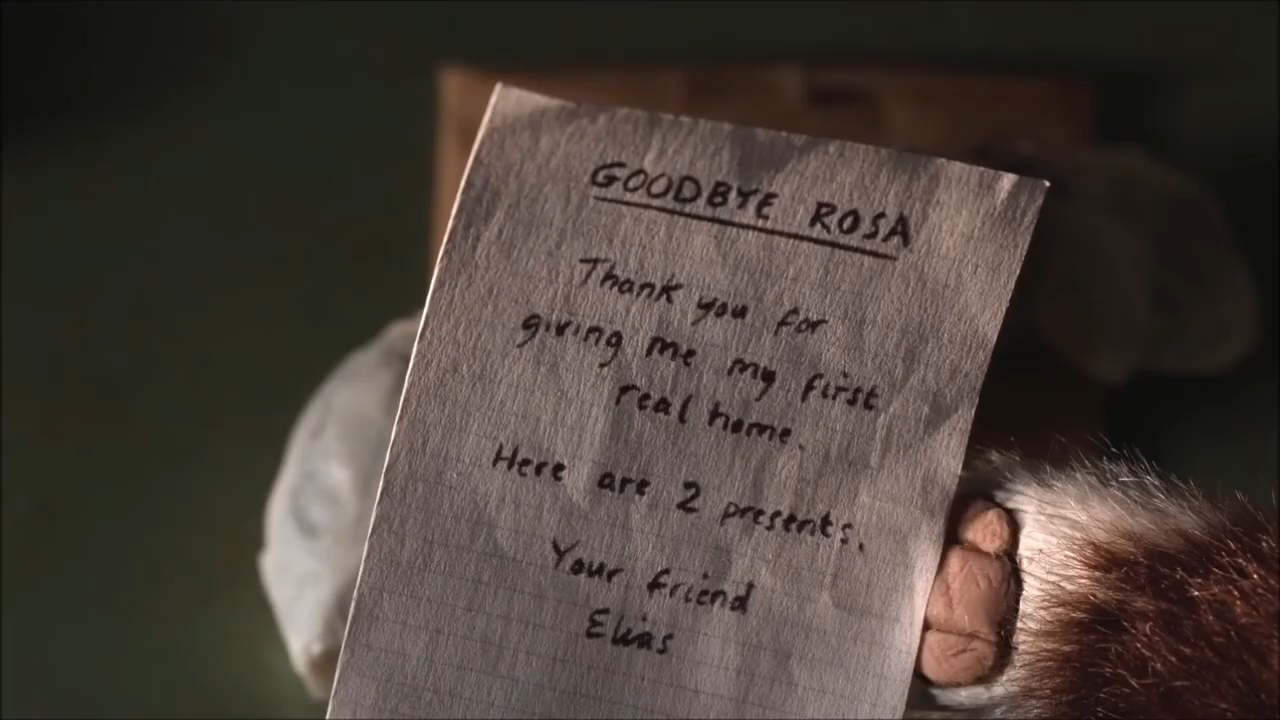 GOODBYE ROSA
Thank you for
giving me my first
real home.
Here are 2 presents.
Your friend
Elias